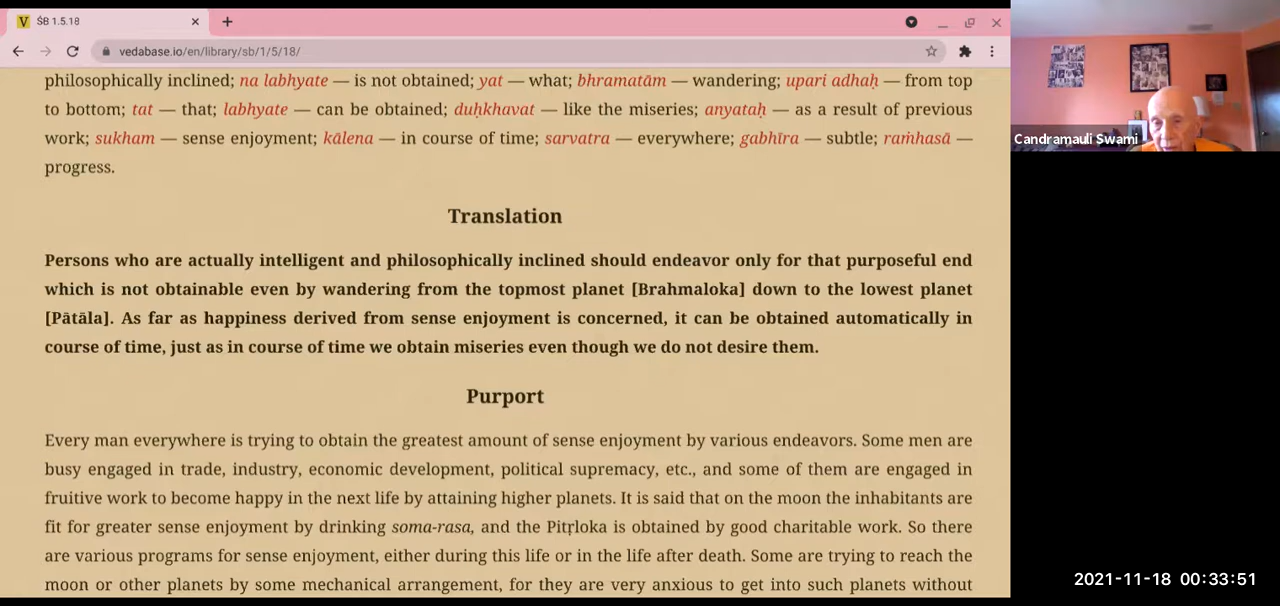 V ŚB 1.5.18
vedabase.io/en/library/sb/1/5/18/
philosophically inclined; na labhyate — is not obtained; yat — what; bhramatām — wandering; upari adhaḥ — from top
to bottom; tat — that; labhyate — can be obtained; duḥkhavat — like the miseries; anyataḥ — as a result of previous
work; sukham — sense enjoyment; kālena — in course of time; sarvatra — everywhere; gabhīra — subtle; raṁhasā —
progress.
Translation
Persons who are actually intelligent and philosophically inclined should endeavor only for that purposeful end
which is not obtainable even by wandering from the topmost planet [Brahmaloka] down to the lowest planet
[Pātāla]. As far as happiness derived from sense enjoyment is concerned, it can be obtained automatically in
course of time, just as in course of time we obtain miseries even though we do not desire them.
Purport
Every man everywhere is trying to obtain the greatest amount of sense enjoyment by various endeavors. Some men are
busy engaged in trade, industry, economic development, political supremacy, etc., and some of them are engaged in
fruitive work to become happy in the next life by attaining higher planets. It is said that on the moon the inhabitants are
fit for greater sense enjoyment by drinking soma-rasa, and the Pitṛloka is obtained by good charitable work. So there
are various programs for sense enjoyment, either during this life or in the life after death. Some are trying to reach the
moon or other planets by some mechanical arrangement, for they are very anxious to get into such planets without
Candramauli Swami
2021-11-18 00:33:51